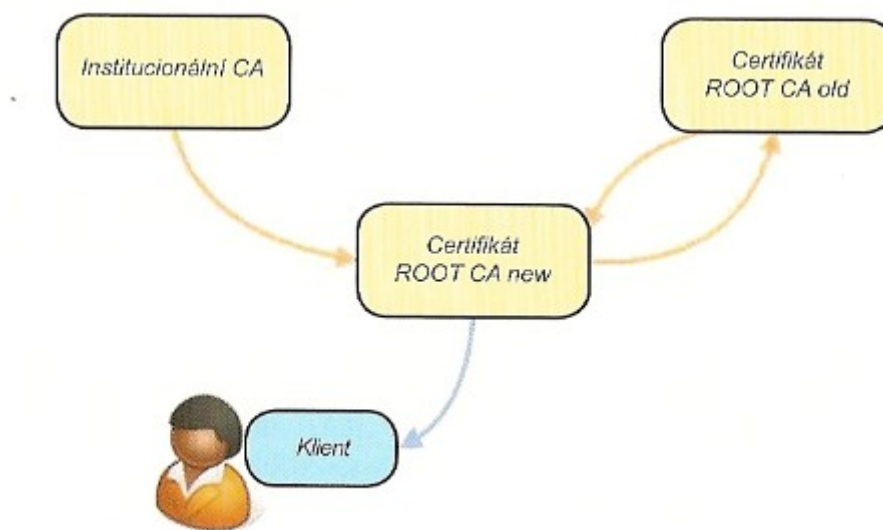 Institucionální CA
Certifikát
ROOT CA old
Certifikát
ROOT CA new
Klient